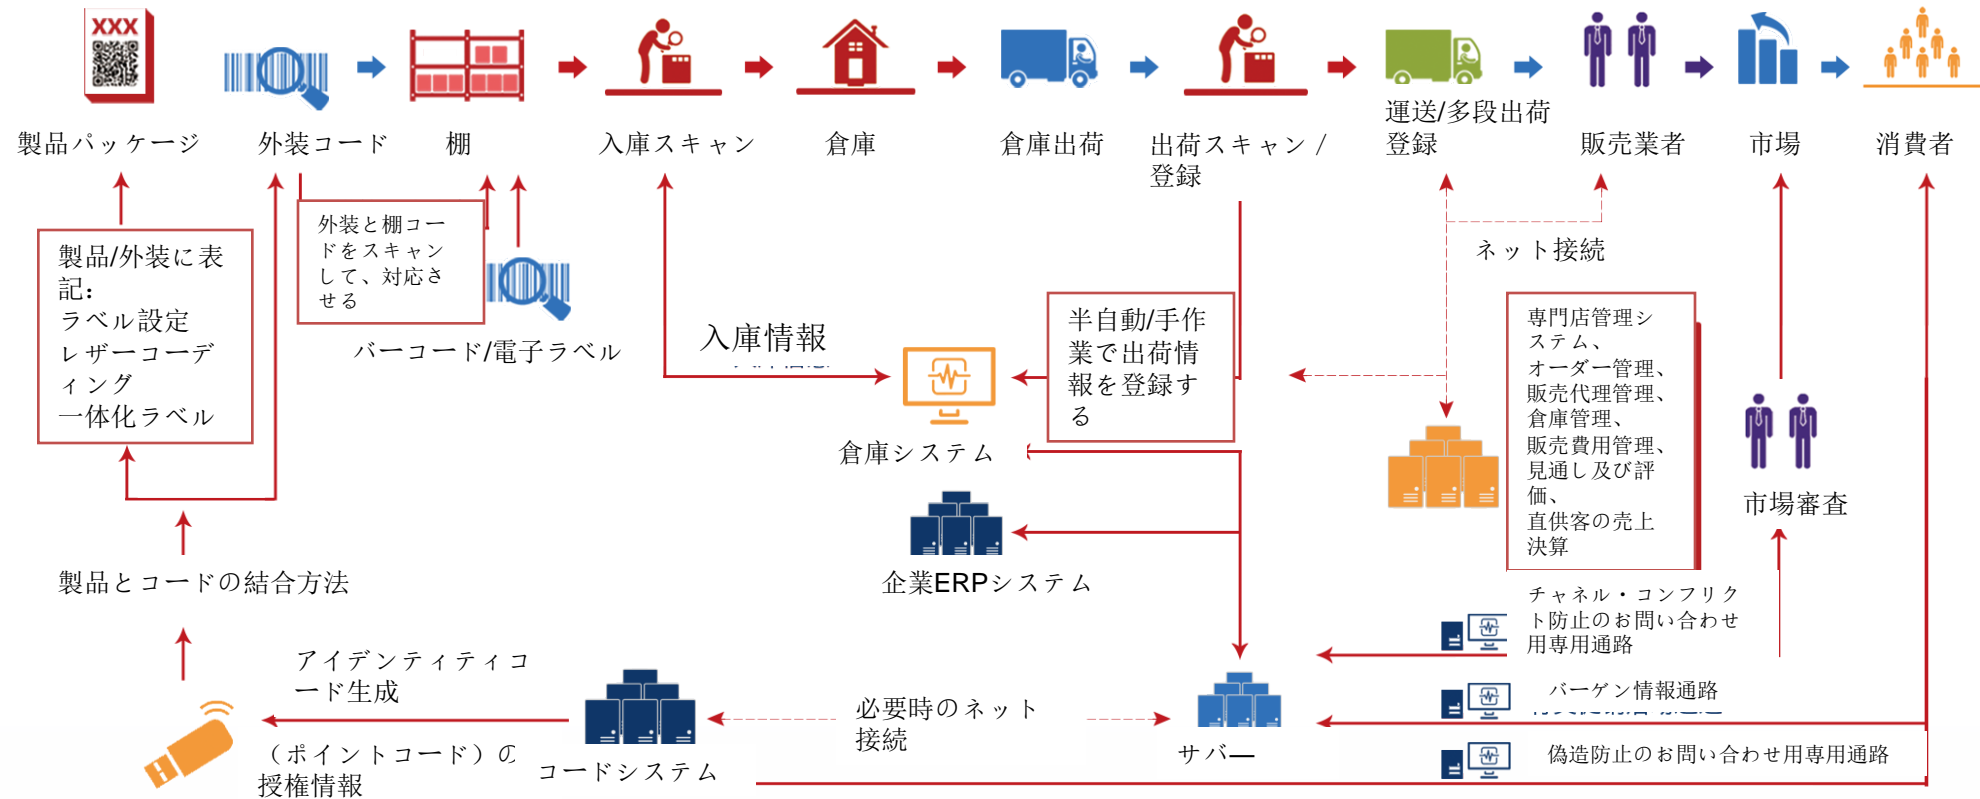 XXX
製品パッケージ
外装コード
棚
入庫スキャン
倉庫
倉庫出荷
出荷スキャン /
登録
運送/多段出荷
登録
販売業者
市場
消費者
製品/外装に表
記：
ラベル設定
レザーコーデ
ィング
一体化ラベル
外装と棚コー
ドをスキャン
して、対応さ
せる
バーコード/電子ラベル
入庫情報
半自動/手作
業で出荷情
報を登録す
る
ネット接続
専門店管理シ
ステム、
オーダー管理、
販売代理管理、
倉庫管理、
販売費用管理、
見通し及び評
価、
直供客の売上
決算
倉庫システム
市場審査
企業ERPシステム
製品とコードの結合方法
チャネル・コンフリク
ト防止のお問い合わせ
用専用通路
アイデンティティコ
ード生成
（ポイントコード）の
授権情報
コードシステム
必要時のネット
接続
サバー
バーゲン情報通路
偽造防止のお問い合わせ用専用通路